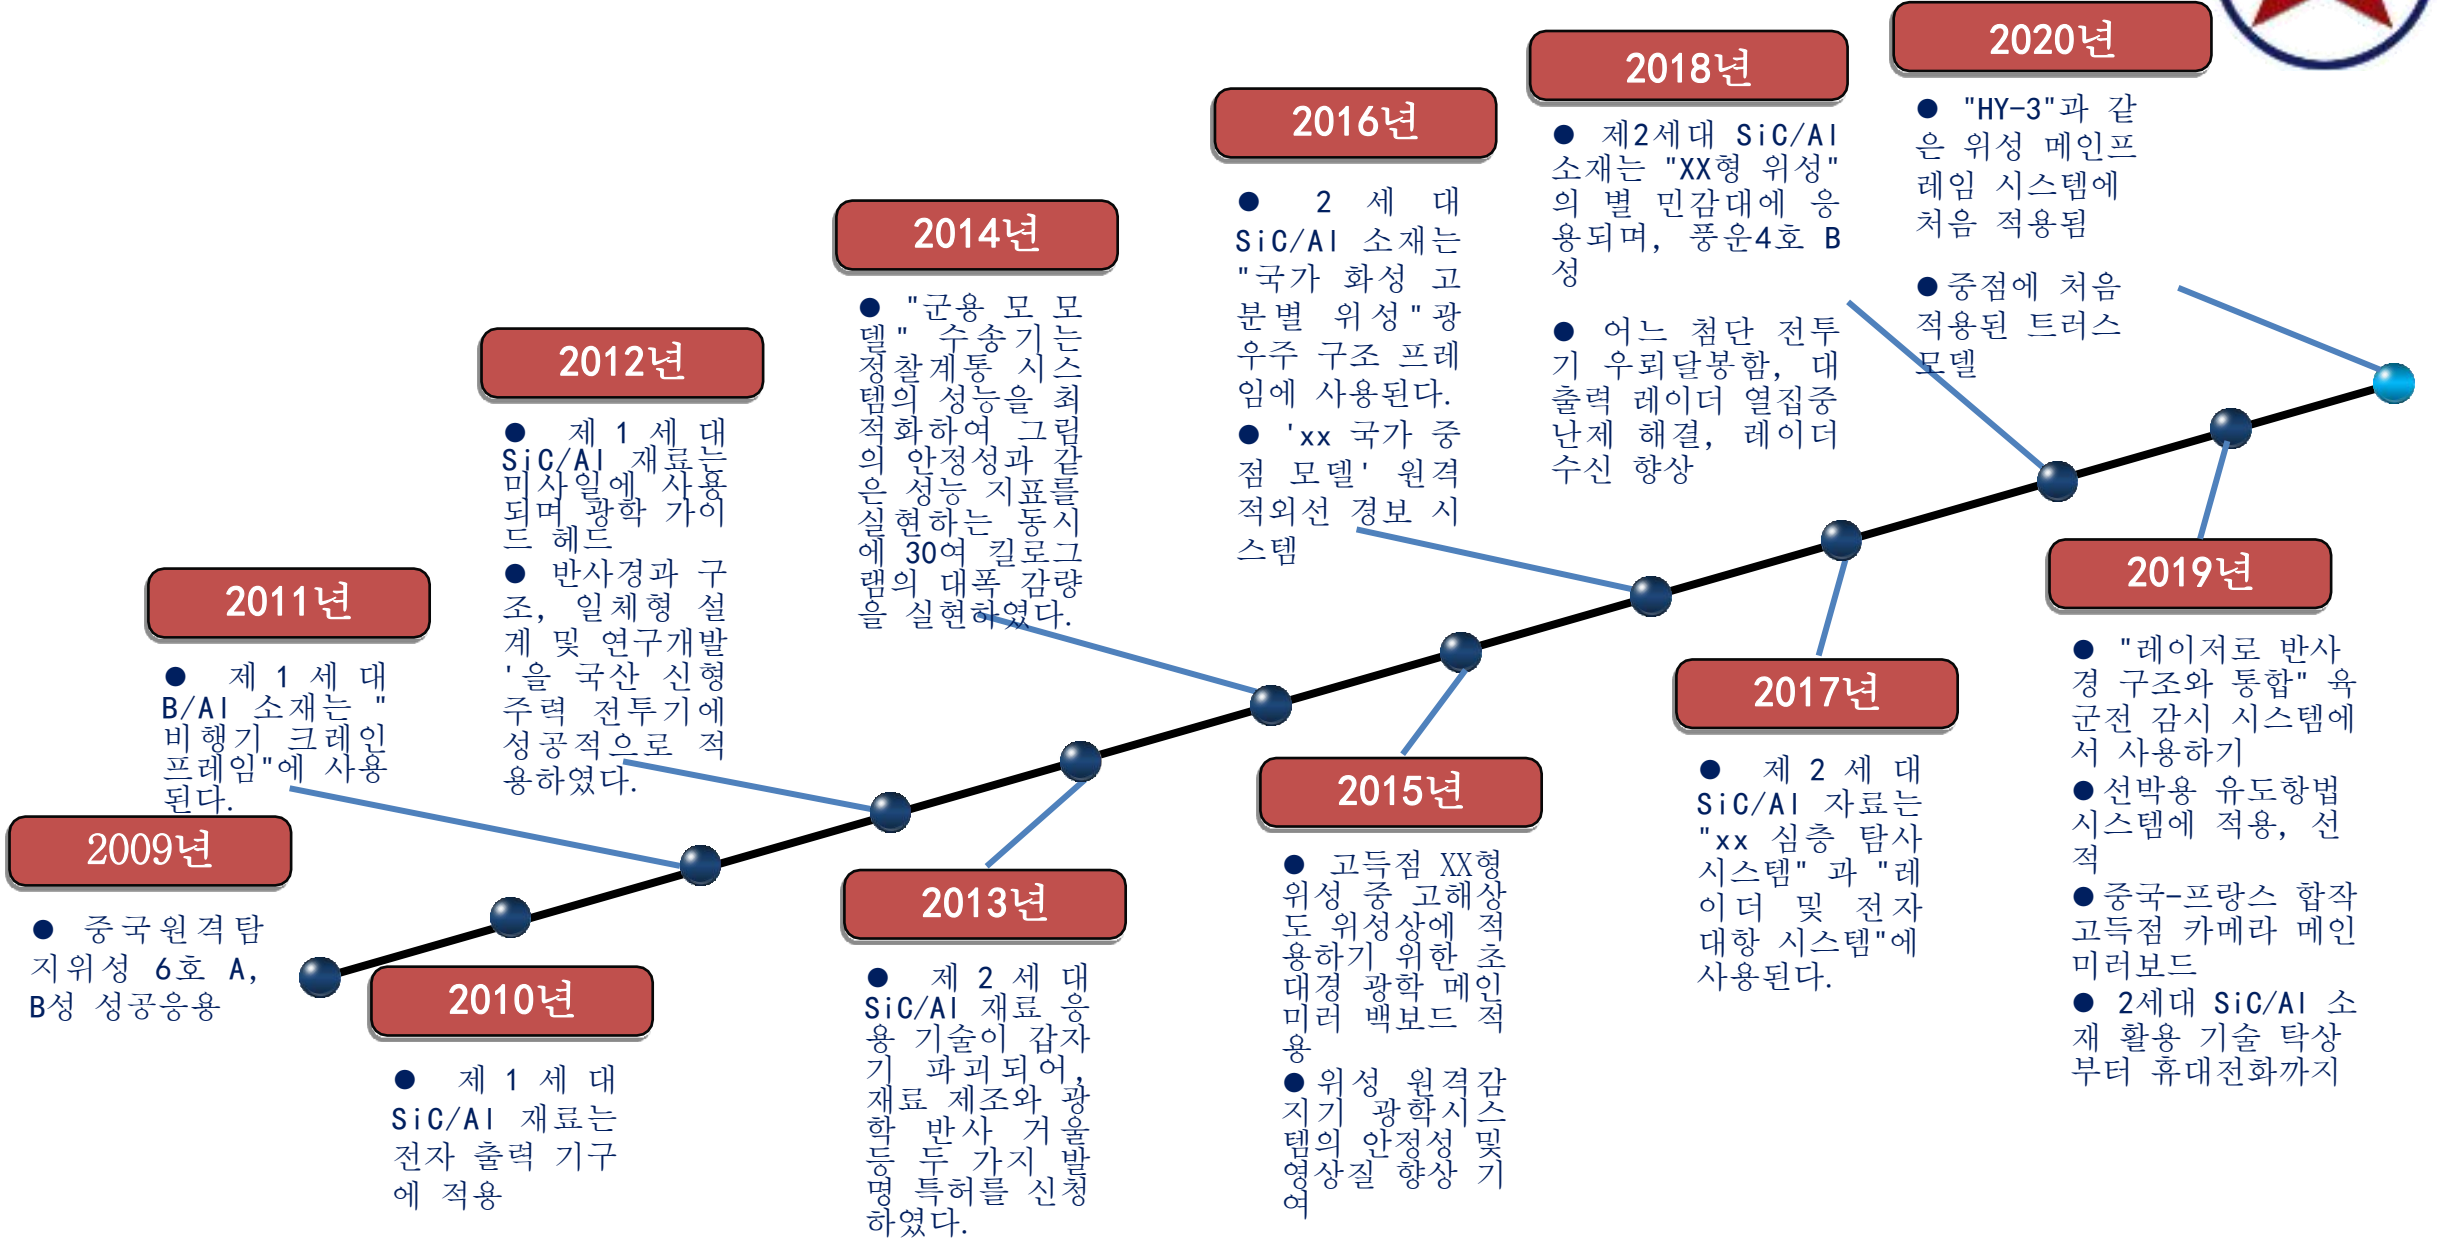 2009년
● 중국원격탐
지위성 6호 A,
B성 성공응용
2010년
● 제 1 세 대
SiC/Al 재료는
전자 출력 기구
에 적용
2011년
● 제 1 세 대
B/Al 소재는 "
비행기 크레인
프레임"에 사용
된다.
2012년
● 제 1 세 대
SiC/Al 재료는
미사일에 사용
되며 광학 가이
드 헤드
● 반사경과 구
조, 일체형 설
계 및 연구개발
'을 국산 신형
주력 전투기에
성공적으로 적
용하였다.
2013년
● 제 2 세 대
SiC/Al 재료 응
용 기술이 갑자
기 파괴되어,
재료 제조와 광
학 반사 거울
등 두 가지 발
명 특허를 신청
하였다.
2014년
● "군용 모 모
델" 수송기는
정찰계통 시스
템의 성능을 최
적화하여 그림
의 안정성과 같
은 성능 지표를
실현하는 동시
에 30여 킬로그
램의 대폭 감량
을 실현하였다.
2015년
● 고득점 XX형
위성 중 고해상
도 위성상에 적
용하기 위한 초
대경 광학 메인
미러 백보드 적
용
● 위성 원격감
지기 광학시스
템의 안정성 및
영상질 향상 기
여
2016년
● 2 세 대
SiC/Al 소재는
"국가 화성 고
분별 위성"광
우주 구조 프레
임에 사용된다.
● 'xx 국가 중
점 모델' 원격
적외선 경보 시
스템
2017년
● 제 2 세 대
SiC/Al 자료는
"xx 심층 탐사
시스템" 과 "레
이더 및 전자
대항 시스템"에
사용된다.
2018년
● 제2세대 SiC/Al
소재는 "XX형 위성"
의 별 민감대에 응
용되며, 풍운4호 B
성
● 어느 첨단 전투
기 우뢰달봉함, 대
출력 레이더 열집중
난제 해결, 레이더
수신 향상
2019년
● "레이저로 반사
경 구조와 통합" 육
군전 감시 시스템에
서 사용하기
● 선박용 유도항법
시스템에 적용, 선
적
● 중국-프랑스 합작
고득점 카메라 메인
미러보드
● 2세대 SiC/Al 소
재 활용 기술 탁상
부터 휴대전화까지
2020년
● "HY-3"과 같
은 위성 메인프
레임 시스템에
처음 적용됨
● 중점에 처음
적용된 트러스
모델